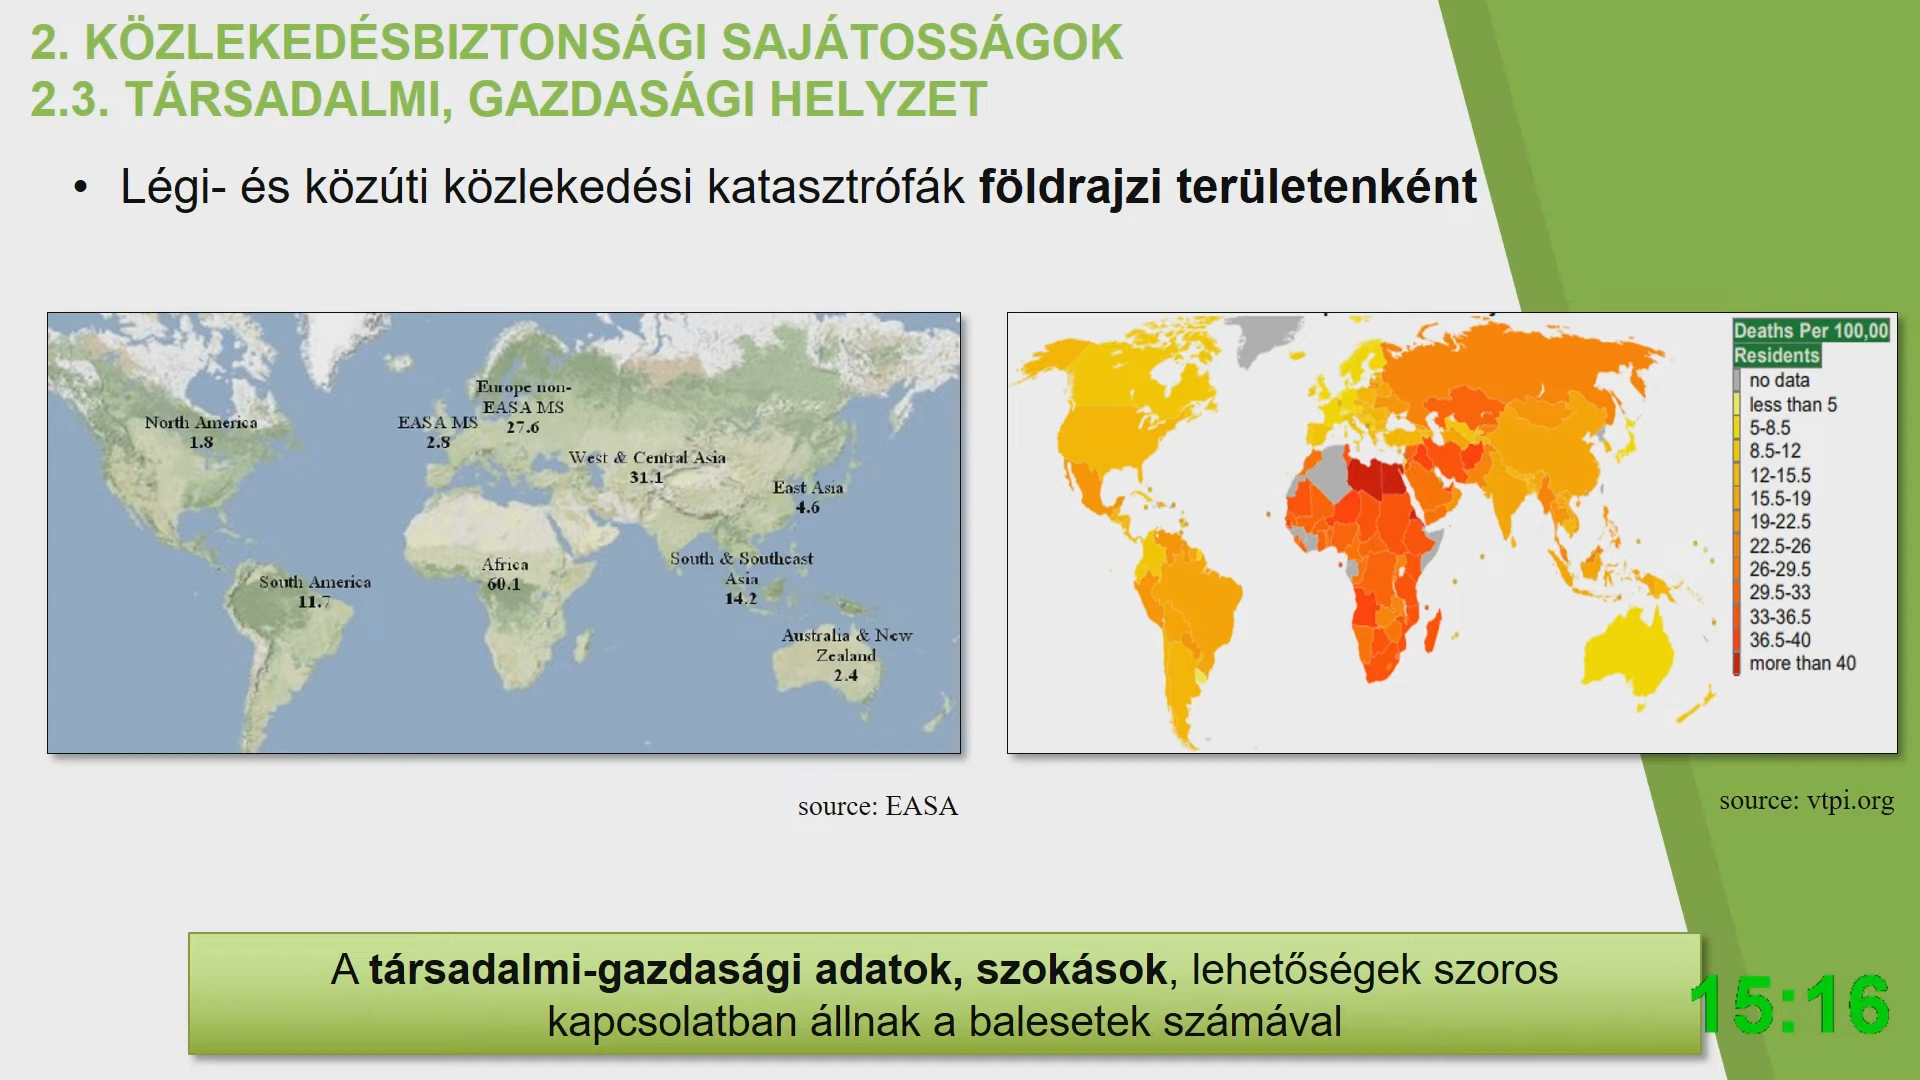 2. KÖZLEKEDÉSBIZTONSÁGI SAJÁTOSSÁGOK
2.3. TÁRSADALMI, GAZDASÁGI HELYZET
• Légi- és közúti közlekedési katasztrófák földrajzi területenként
North America
1.8
EASA MS
2.8
Europe non-
EASA MS
27.6
West & Central Asia
31.1
East Asia
4.6
South America
11.7
Africa
60.1
South & Southeast
Asia
14.2
Australia & New
Zealand
2.4
source: EASA
Deaths Per 100,00
Residents
no data
less than 5
5-8.5
8.5-12
12-15.5
15.5-19
19-22.5
22.5-26
26-29.5
29.5-33
33-36.5
36.5-40
more than 40
source: vtpi.org
A társadalmi-gazdasági adatok, szokások, lehetőségek szoros
kapcsolatban állnak a balesetek számával
15:16